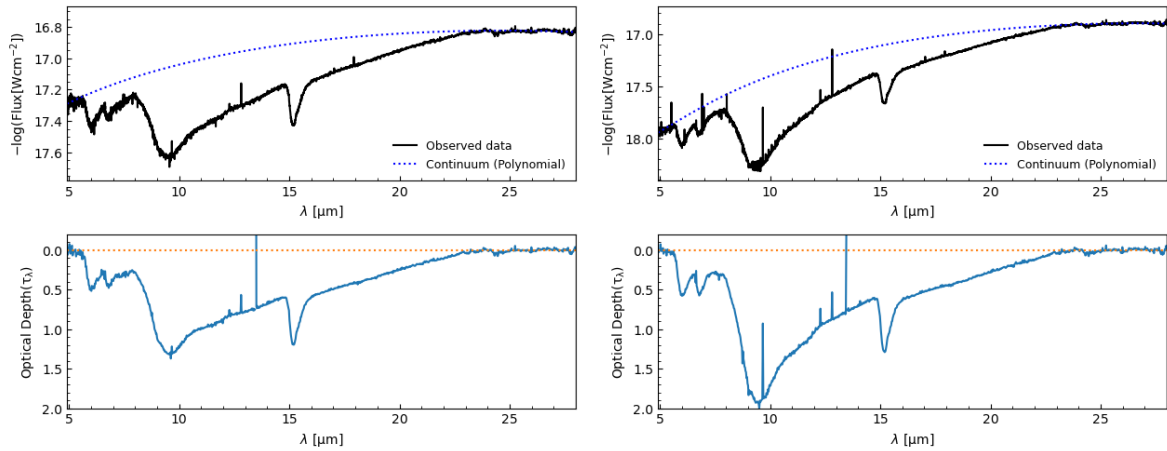 −log(Flux[Wcm⁻²])
16.8
17.0
17.2
17.4
17.6
Observed data
Continuum (Polynomial)
5 10 15 20 25
λ [μm]
−log(Flux[Wcm⁻²])
17.0
17.5
18.0
Observed data
Continuum (Polynomial)
5 10 15 20 25
λ [μm]
Optical Depth(τλ)
0.0
0.5
1.0
1.5
2.0
5 10 15 20 25
λ [μm]
Optical Depth(τλ)
0.0
0.5
1.0
1.5
2.0
5 10 15 20 25
λ [μm]